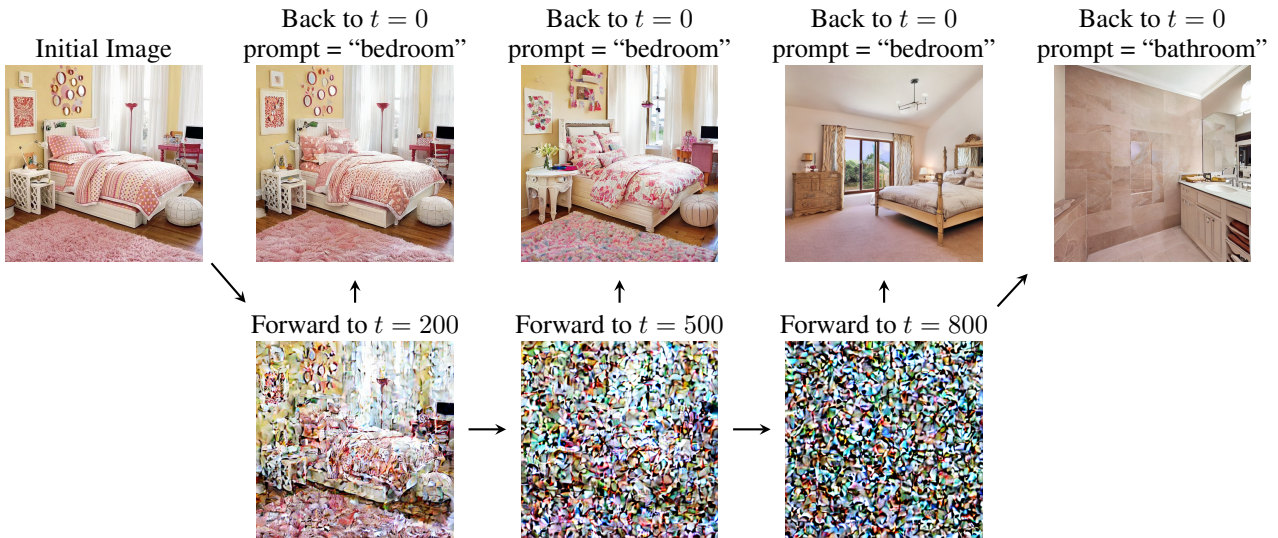 Initial Image
Back to t = 0
prompt = “bedroom”
Back to t = 0
prompt = “bedroom”
Back to t = 0
prompt = “bedroom”
Back to t = 0
prompt = “bathroom”
Forward to t = 200
Forward to t = 500
Forward to t = 800